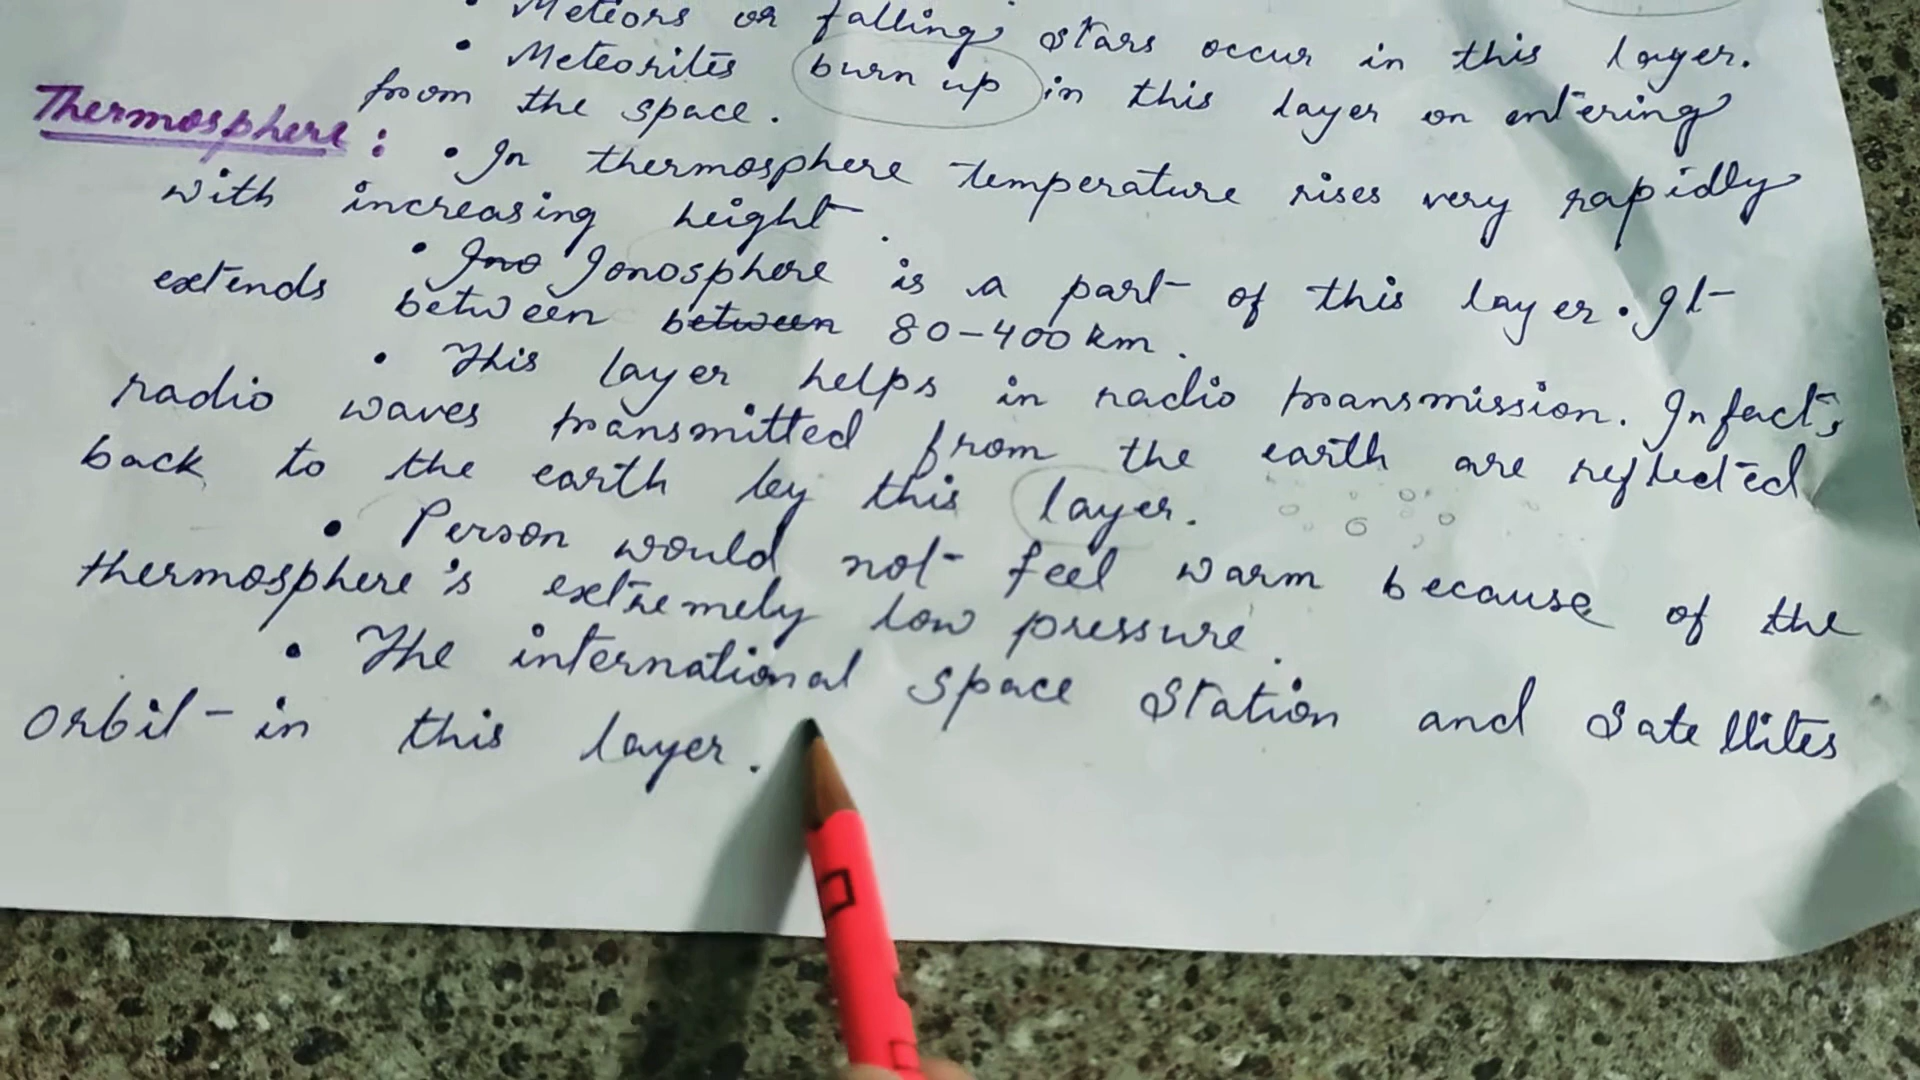 • Meteors or falling stars occur in this layer.
• Meteorites burn up in this layer on entering
from the space.
Thermosphere : • In thermosphere temperature rises very rapidly
with increasing height.
• Ino Ionosphere is a part of this layer. It
extends between between 80-400 km.
• This layer helps in radio transmission. Infact,
radio waves transmitted from the earth are reflected
back to the earth by this layer.
• Person would not feel warm because of the
thermosphere's extremely low pressure.
• The international space station and satellites
orbit in this layer.